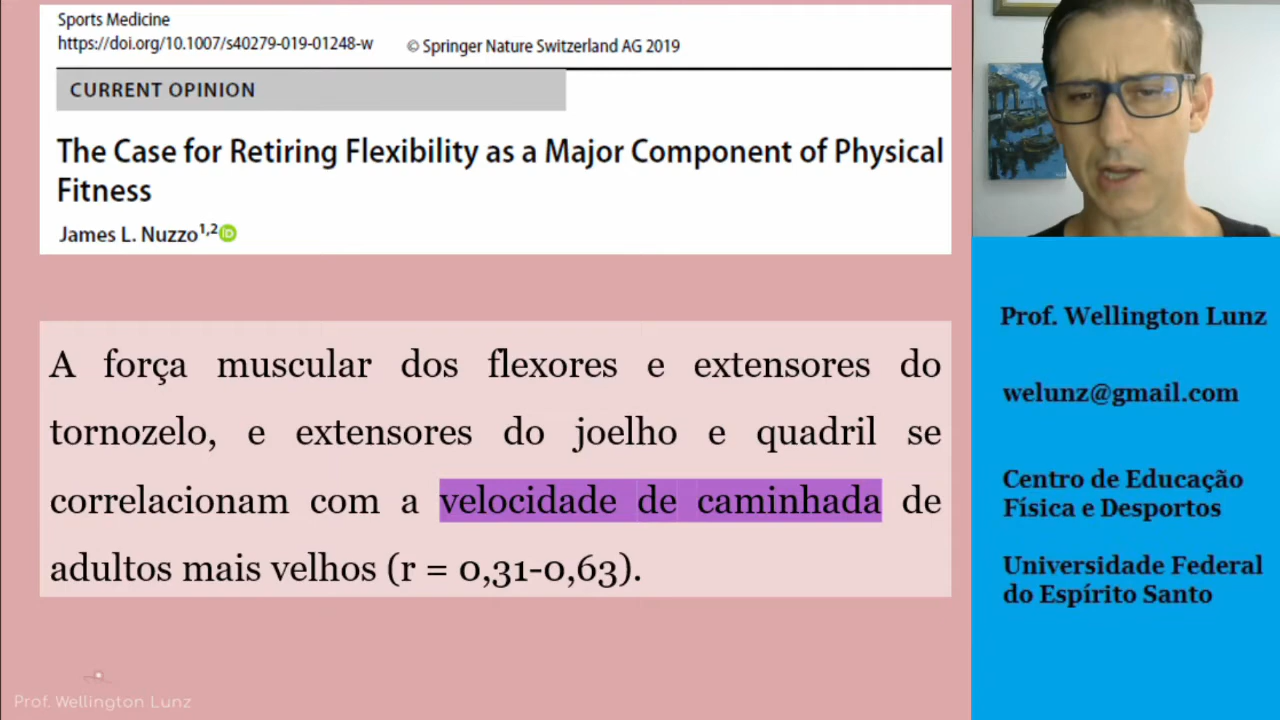 Sports Medicine
https://doi.org/10.1007/s40279-019-01248-w © Springer Nature Switzerland AG 2019
CURRENT OPINION
The Case for Retiring Flexibility as a Major Component of Physical
Fitness
James L. Nuzzo1,2 iD
A força muscular dos flexores e extensores do
tornozelo, e extensores do joelho e quadril se
correlacionam com a velocidade de caminhada de
adultos mais velhos (r = 0,31-0,63).
Prof. Wellington Lunz
welunz@gmail.com
Centro de Educação
Física e Desportos
Universidade Federal
do Espírito Santo
Prof. Wellington Lunz